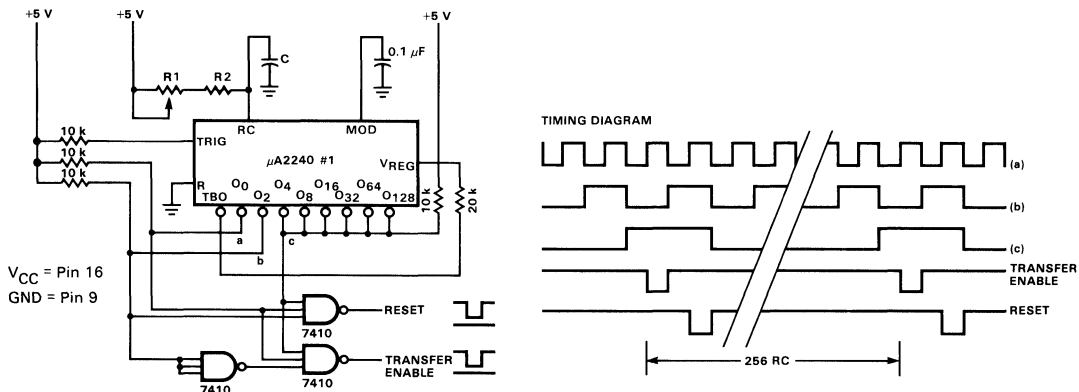 +5 V
+5 V
+5 V
R1
R2
C
0.1 µF
10 k
10 k
10 k
RC
MOD
TRIG
µA2240 #1
VREG
R
TBO
O0
O2
O4
O8
O16
O32
O64
O128
10 k
20 k
a
b
c
VCC = Pin 16
GND = Pin 9
7410
RESET
7410
7410
TRANSFER
ENABLE
TIMING DIAGRAM
(a)
(b)
(c)
TRANSFER
ENABLE
RESET
256 RC